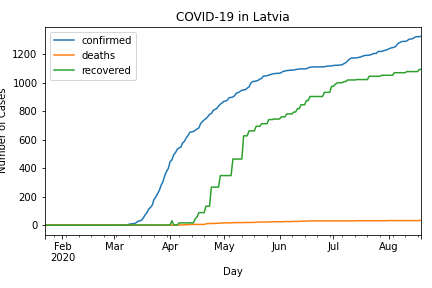 COVID-19 in Latvia
confirmed
deaths
recovered
1200
1000
800
600
400
200
0
Number of Cases
Feb Mar Apr May Jun Jul Aug
2020
Day